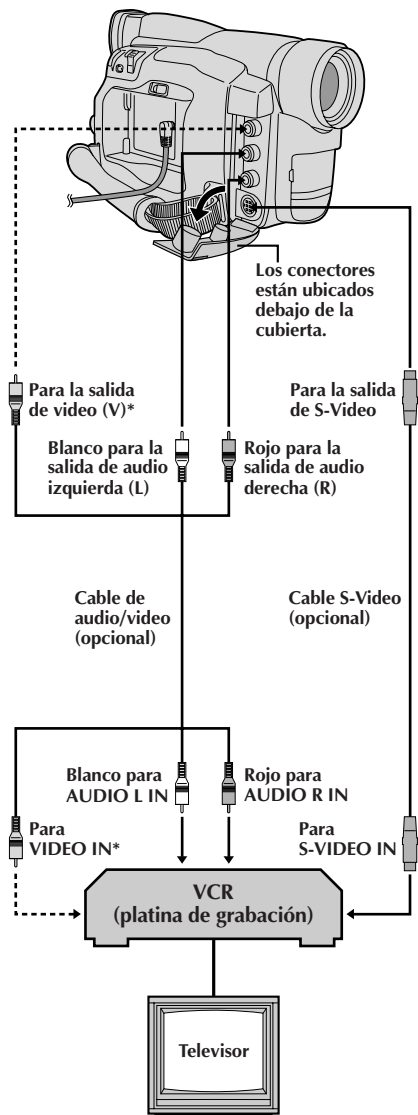 Los conectores
están ubicados
debajo de la
cubierta.
Para la salida
de video (V)*
Para la salida
de S-Video
Blanco para la
salida de audio
izquierda (L)
Rojo para la
salida de audio
derecha (R)
Cable de
audio/video
(opcional)
Cable S-Video
(opcional)
Blanco para
AUDIO L IN
Rojo para
AUDIO R IN
Para
VIDEO IN*
Para
S-VIDEO IN
VCR
(platina de grabación)
Televisor